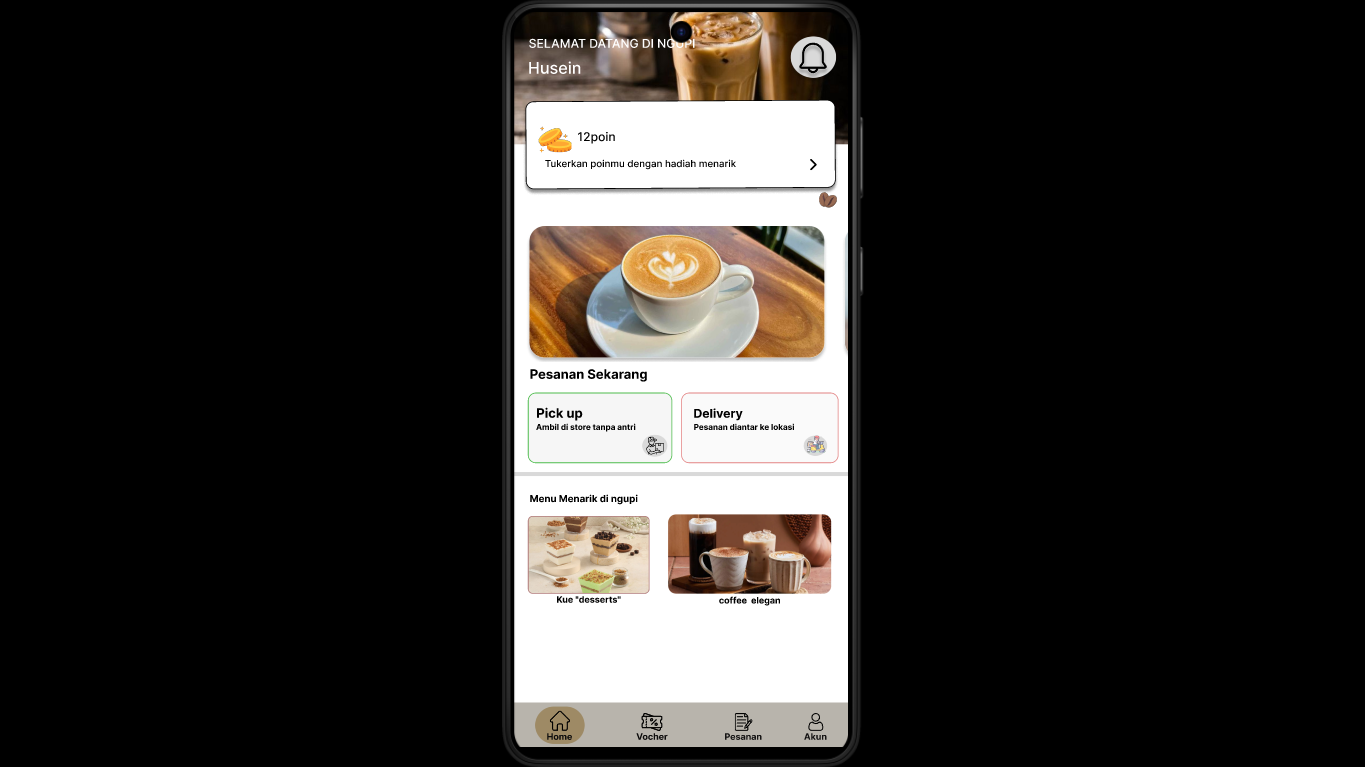 SELAMAT DATANG DI NGUPI
Husein
12poin
Tukerkan poinmu dengan hadiah menarik
Pesanan Sekarang
Pick up
Ambil di store tanpa antri
Delivery
Pesanan diantar ke lokasi
Menu Menarik di ngupi
Kue "desserts"
coffee elegan
Home
Vocher
Pesanan
Akun